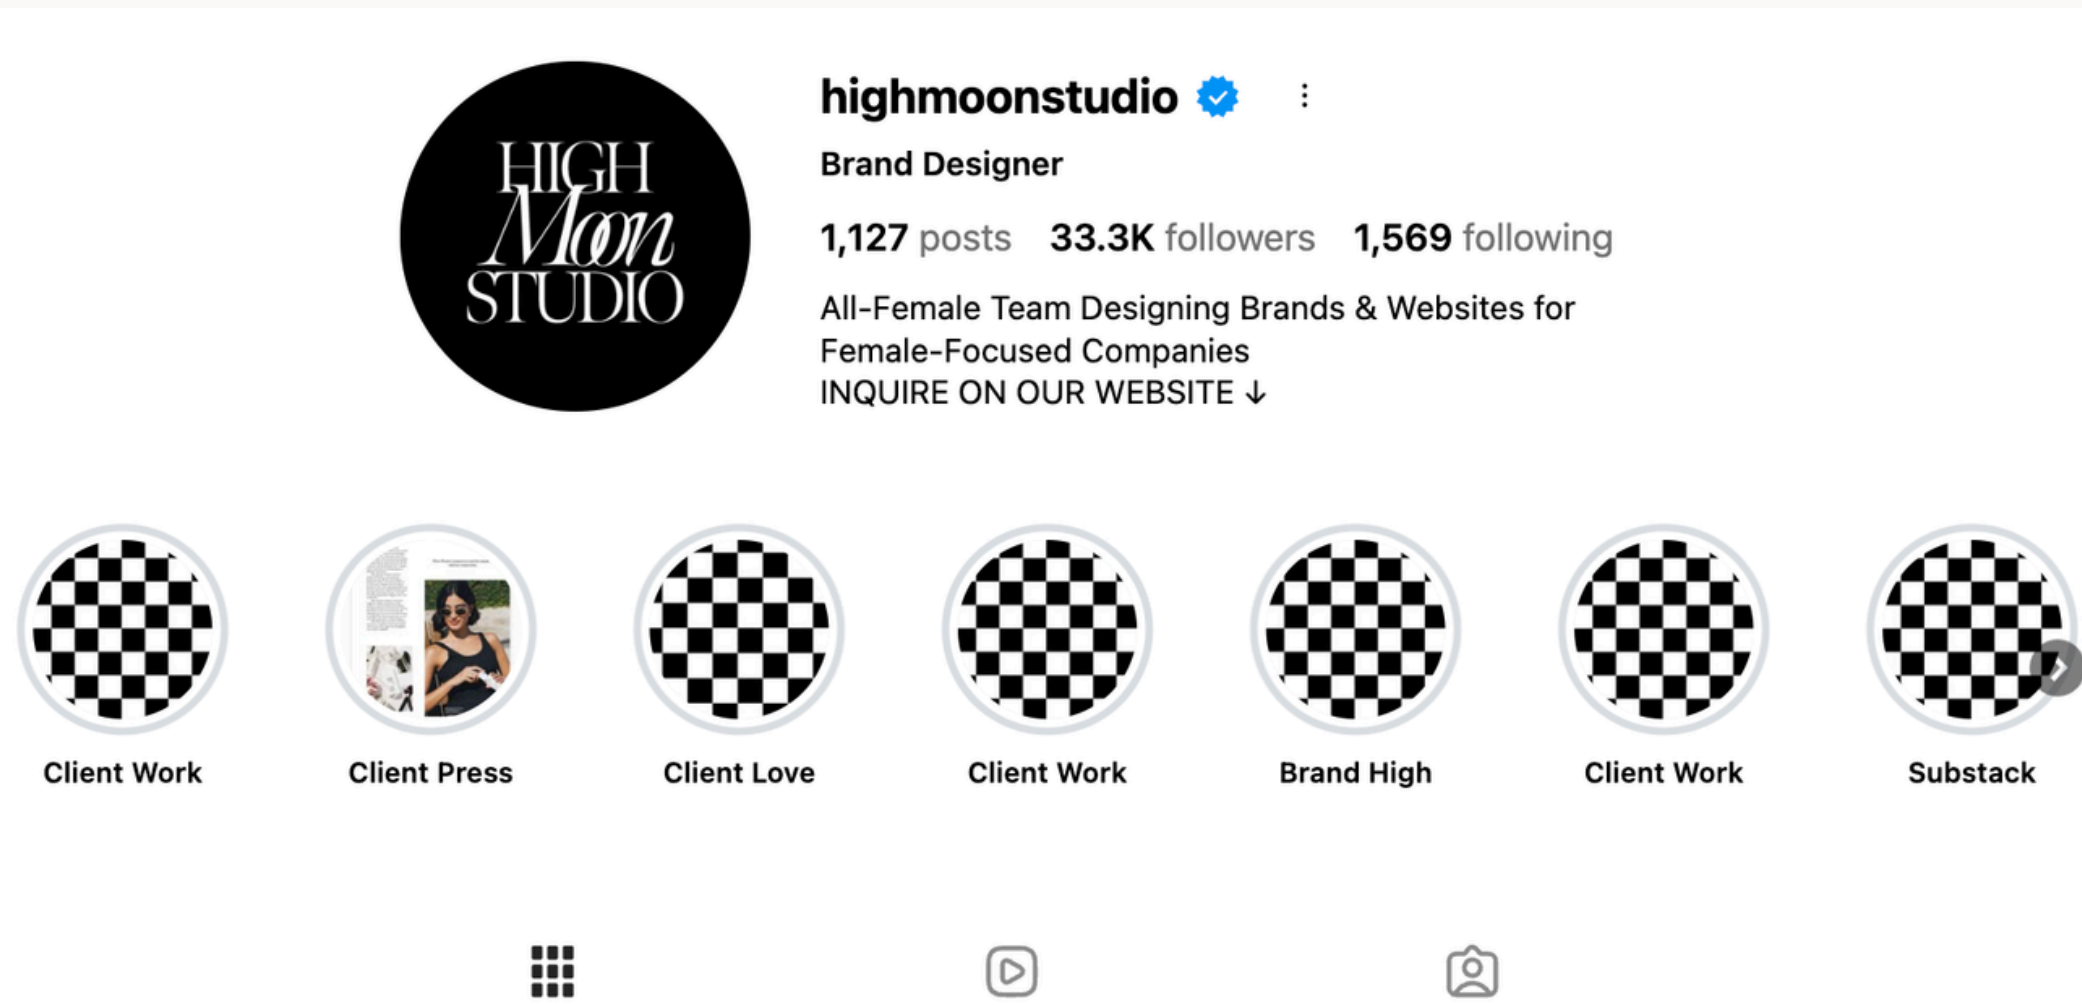 HIGH
Moon
STUDIO
highmoonstudio
Brand Designer
1,127 posts 33.3K followers 1,569 following
All-Female Team Designing Brands & Websites for
Female-Focused Companies
INQUIRE ON OUR WEBSITE ↓
Client Work
Client Press
Client Love
Client Work
Brand High
Client Work
Substack